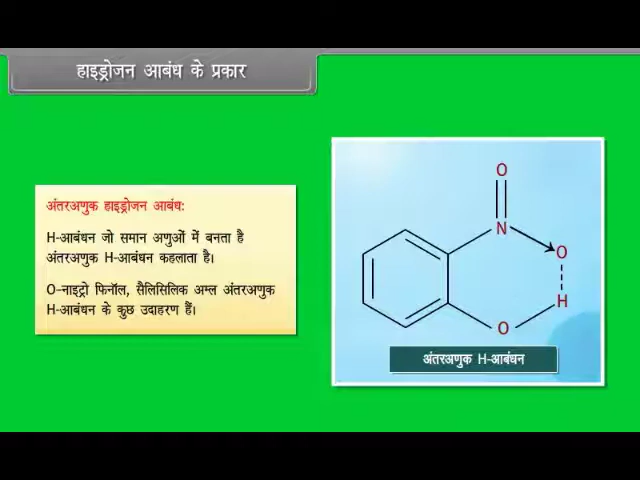 हाइड्रोजन आबंध के प्रकार
अंतरअणुक हाइड्रोजन आबंध:
H-आबंधन जो समान अणुओं में बनता है
अंतरअणुक H-आबंधन कहलाता है।
O-नाइट्रो फिनॉल, सैलिसिलिक अम्ल अंतरअणुक
H-आबंधन के कुछ उदाहरण हैं।
O
N
O
H
O
अंतरअणुक H-आबंधन